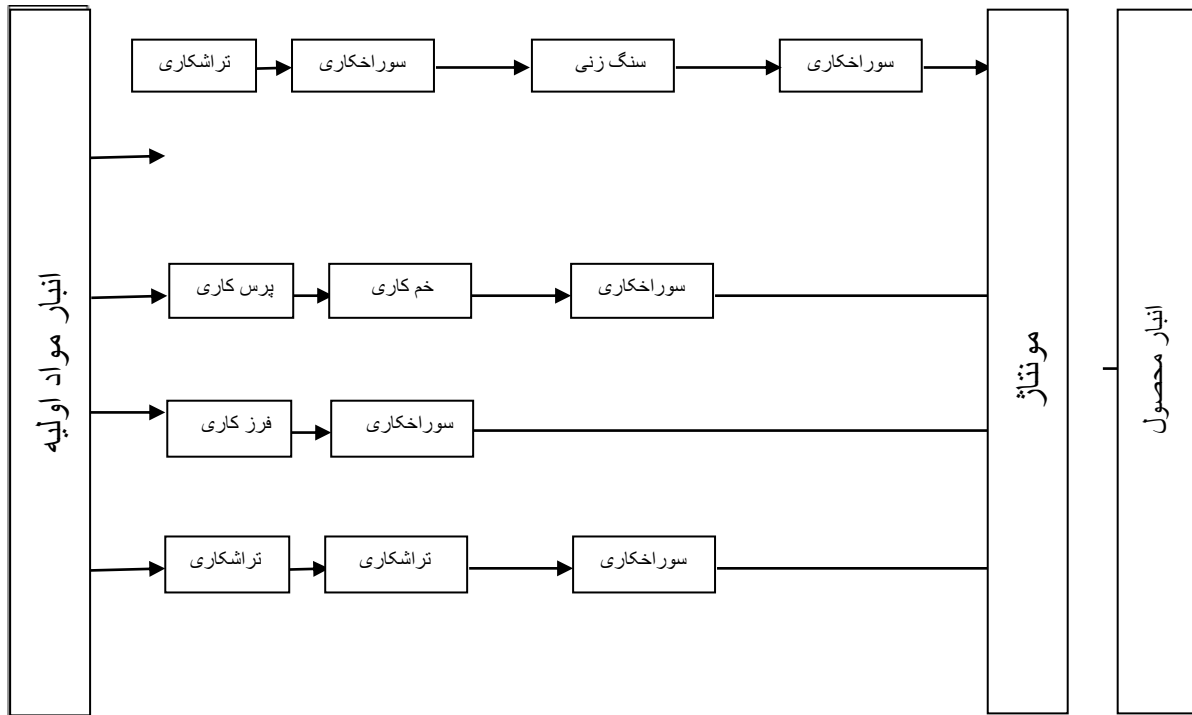 انبار مواد اولیه
تراشکاری
سوراخکاری
سنگ زنی
سوراخکاری
پرس کاری
خم کاری
سوراخکاری
فرز کاری
سوراخکاری
تراشکاری
تراشکاری
سوراخکاری
مونتاژ
انبار محصول